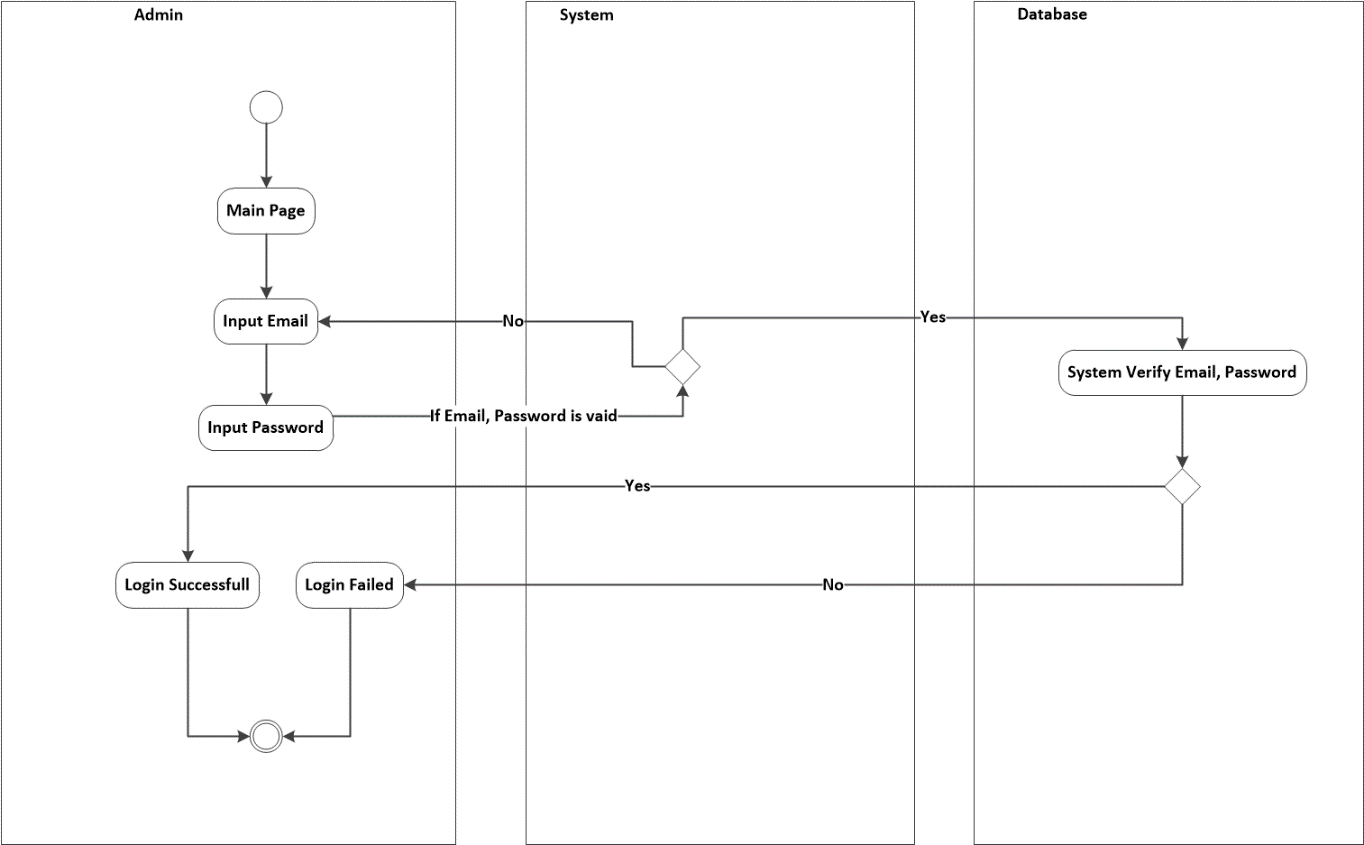 Admin
System
Database
Main Page
Input Email
No
Yes
System Verify Email, Password
Input Password
If Email, Password is vaid
Yes
Login Successfull
Login Failed
No